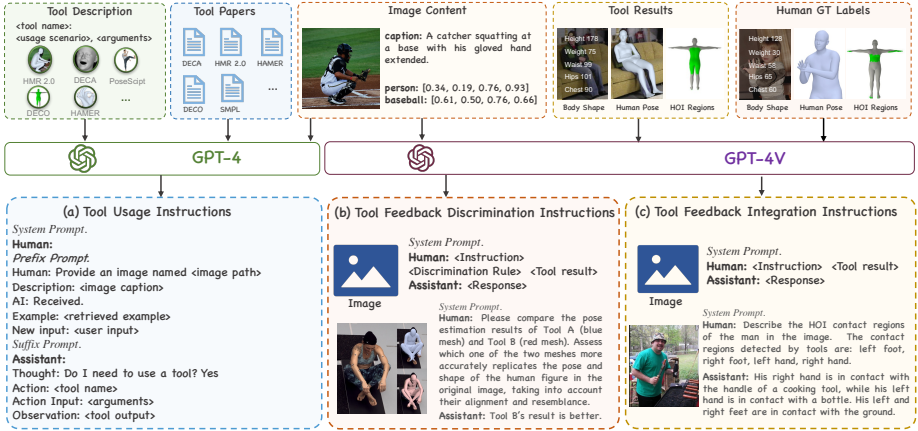 Tool Description
<tool name>:
<usage scenario>, <arguments>
HMR 2.0
DECA
PoseScipt
DECO
HAMER
...
Tool Papers
DECA
HMR 2.0
HAMER
DECO
SMPL
...
Image Content
caption: A catcher squatting at
a base with his gloved hand
extended.
person: [0.34, 0.19, 0.76, 0.93]
baseball: [0.61, 0.50, 0.76, 0.66]
Tool Results
Height 178
Weight 75
Waist 99
Hips 101
Chest 90
Body Shape
Human Pose
HOI Regions
Human GT Labels
Height 128
Weight 30
Waist 58
Hips 65
Chest 60
Body Shape
Human Pose
HOI Regions
GPT-4
GPT-4V
(a) Tool Usage Instructions
System Prompt.
Human:
Prefix Prompt.
Human: Provide an image named <image path>
Description: <image caption>
AI: Received.
Example: <retrieved example>
New input: <user input>
Suffix Prompt.
Assistant:
Thought: Do I need to use a tool? Yes
Action: <tool name>
Action Input: <arguments>
Observation: <tool output>
(b) Tool Feedback Discrimination Instructions
Image
System Prompt.
Human: <Instruction>
<Discrimination Rule> <Tool result>
Assistant: <Response>
System Prompt.
Human: Please compare the pose
estimation results of Tool A (blue
mesh) and Tool B (red mesh). Assess
which one of the two meshes more
accurately replicates the pose and
shape of the human figure in the
original image, taking into account
their alignment and resemblance.
Assistant: Tool B's result is better.
(c) Tool Feedback Integration Instructions
Image
System Prompt.
Human: <Instruction> <Tool result>
Assistant: <Response>
System Prompt.
Human: Describe the HOI contact regions
of the man in the image. The contact
regions detected by tools are: left foot,
right foot, left hand, right hand.
Assistant: His right hand is in contact with
the handle of a cooking tool, while his left
hand is in contact with a bottle. His left and
right feet are in contact with the ground.